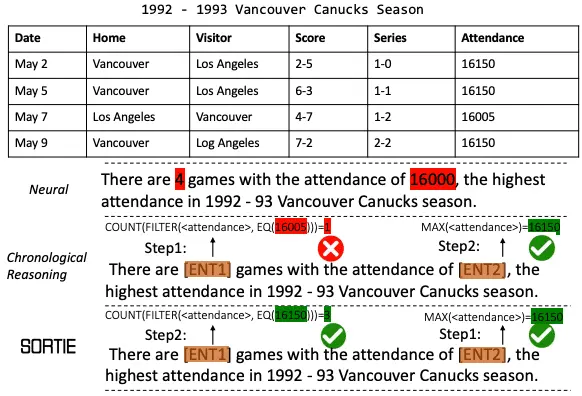 1992 - 1993 Vancouver Canucks Season
Date Home Visitor Score Series Attendance
May 2 Vancouver Los Angeles 2-5 1-0 16150
May 5 Vancouver Los Angeles 6-3 1-1 16150
May 7 Los Angeles Vancouver 4-7 1-2 16005
May 9 Vancouver Log Angeles 7-2 2-2 16150
Neural
There are 4 games with the attendance of 16000, the highest
attendance in 1992 - 93 Vancouver Canucks season.
Chronological
Reasoning
COUNT(FILTER(<attendance>, EQ(16005)))=1 MAX(<attendance>)=16150
Step1: Step2:
There are [ENT1] games with the attendance of [ENT2], the
highest attendance in 1992 - 93 Vancouver Canucks season.
SORTIE
COUNT(FILTER(<attendance>, EQ(16150)))=3 MAX(<attendance>)=16150
Step2: Step1:
There are [ENT1] games with the attendance of [ENT2], the
highest attendance in 1992 - 93 Vancouver Canucks season.